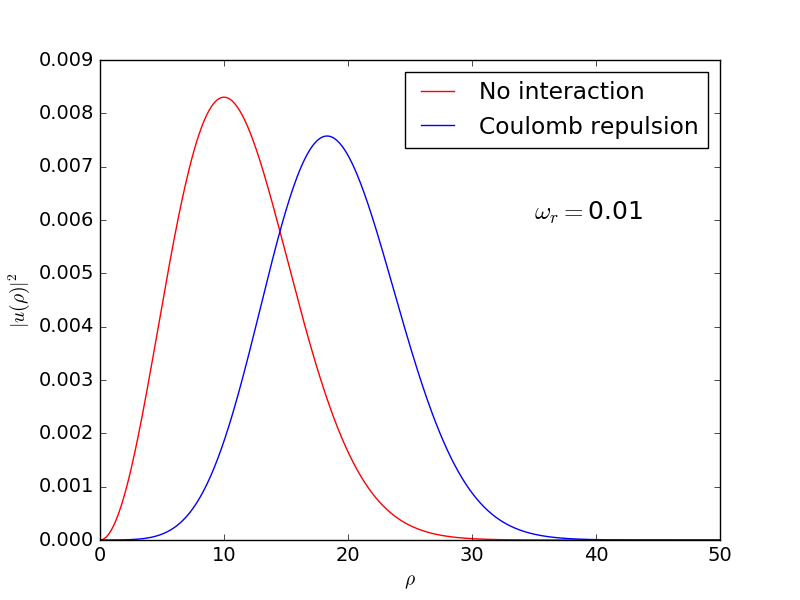 0.009
0.008
0.007
0.006
0.005
0.004
0.003
0.002
0.001
0.000
|u(ρ)|²
No interaction
Coulomb repulsion
ω_r = 0.01
0 10 20 30 40 50
ρ